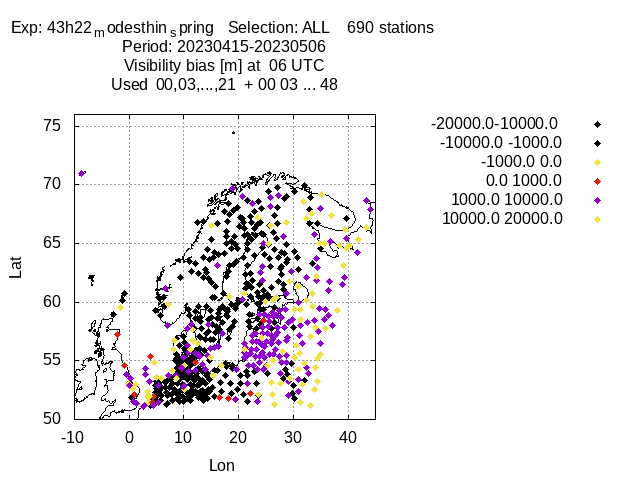 Exp: 43h22modesthinspring Selection: ALL 690 stations
Period: 20230415-20230506
Visibility bias [m] at 06 UTC
Used 00,03,...,21 + 00 03 ... 48
-20000.0-10000.0
-10000.0 -1000.0
-1000.0 0.0
0.0 1000.0
1000.0 10000.0
10000.0 20000.0
75
70
65
60
55
50
Lat
-10 0 10 20 30 40
Lon